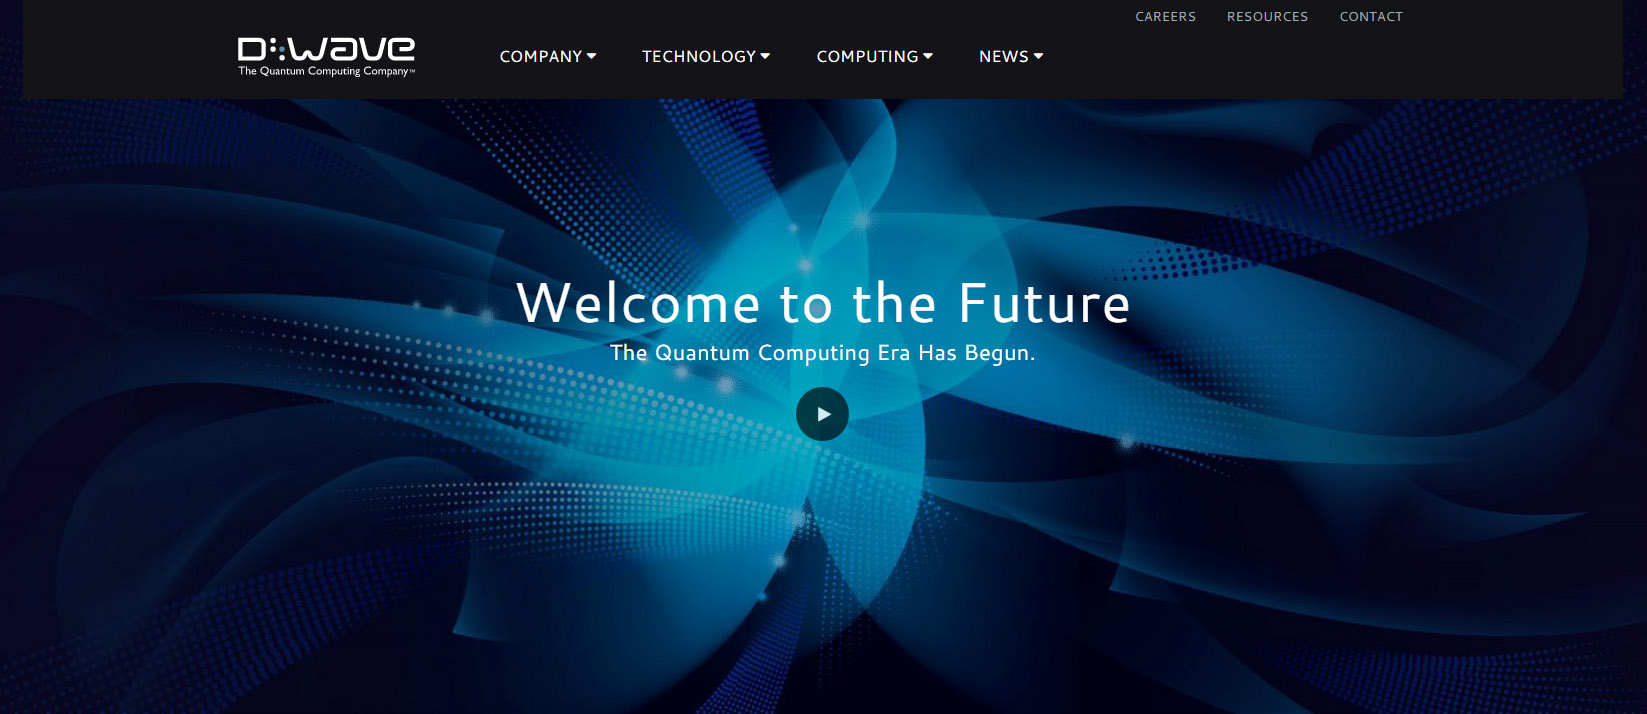 CAREERS RESOURCES CONTACT
D:wave
The Quantum Computing Company™
COMPANY TECHNOLOGY COMPUTING NEWS
Welcome to the Future
The Quantum Computing Era Has Begun.